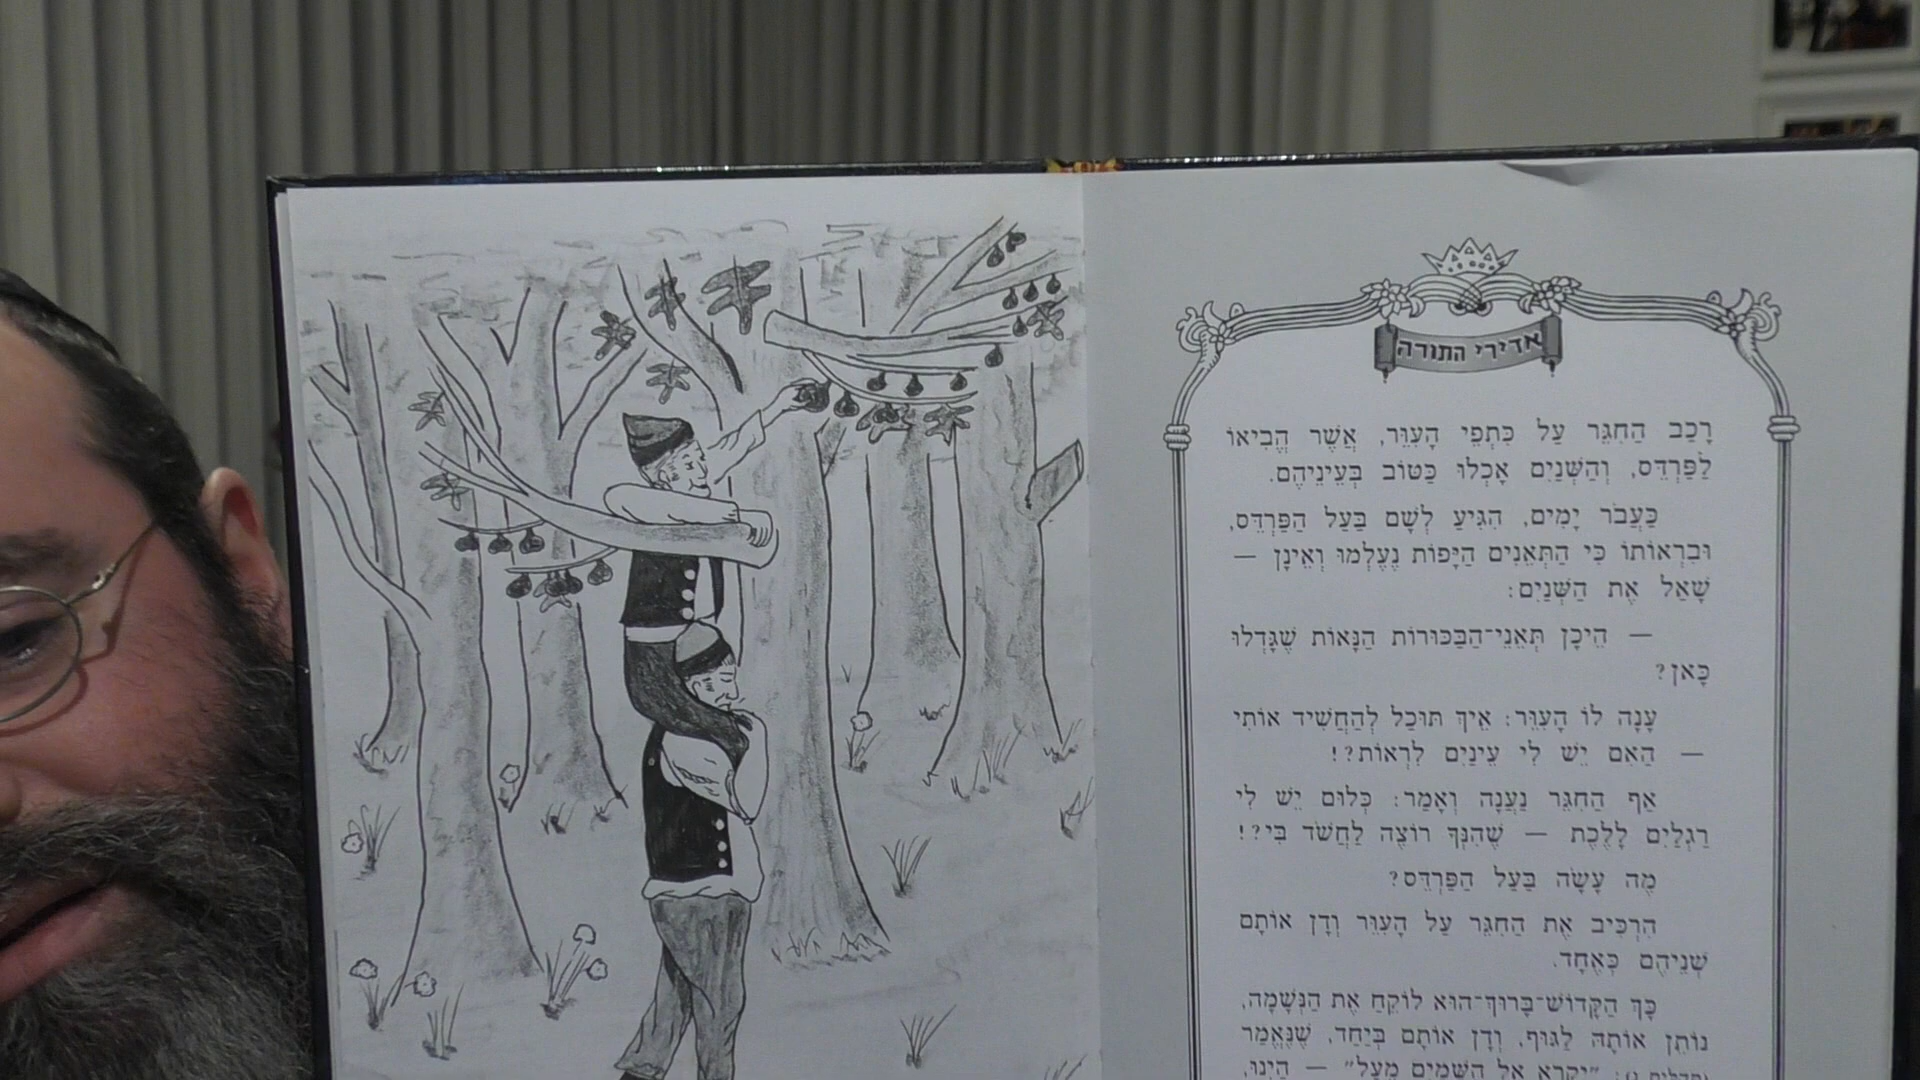 אדירי התורה
רָכַב הַחִגֵּר עַל כִּתְפֵי הָעִוֵּר, אֲשֶׁר הֱבִיאוֹ
לַפַּרְדֵּס, וְהַשְּׁנַיִם אָכְלוּ כַּטּוֹב בְּעֵינֵיהֶם.
כַּעֲבֹר יָמִים, הִגִּיעַ לְשָׁם בַּעַל הַפַּרְדֵּס,
וּבִרְאוֹתוֹ כִּי הַתְּאֵנִים הַיָּפוֹת נֶעֶלְמוּ וְאֵינָן —
שָׁאַל אֶת הַשְּׁנַיִם:
— הֵיכָן תְּאֵנֵי־הַבַּכּוּרוֹת הַנָּאוֹת שֶׁגָּדְלוּ
כָּאן?
עָנָה לוֹ הָעִוֵּר: אֵיךְ תּוּכַל לְהַחֲשִׁיד אוֹתִי
— הַאִם יֵשׁ לִי עֵינַיִם לִרְאוֹת?!
אַף הַחִגֵּר נַעֲנָה וְאָמַר: כְּלוּם יֵשׁ לִי
רַגְלַיִם לָלֶכֶת — שֶׁהִנְּךָ רוֹצֶה לַחֲשֹׁד בִּי?!
מֶה עָשָׂה בַּעַל הַפַּרְדֵּס?
הִרְכִּיב אֶת הַחִגֵּר עַל הָעִוֵּר וְדָן אוֹתָם
שְׁנֵיהֶם כְּאֶחָד.
כָּךְ הַקָּדוֹשׁ־בָּרוּךְ־הוּא לוֹקֵחַ אֶת הַנְּשָׁמָה,
נוֹתֵן אוֹתָהּ לַגּוּף, וְדָן אוֹתָם בְּיַחַד, שֶׁנֶּאֱמַר
"יִקְרָא אֶל הַשָּׁמַיִם מֵעָל" — הַיְנוּ,